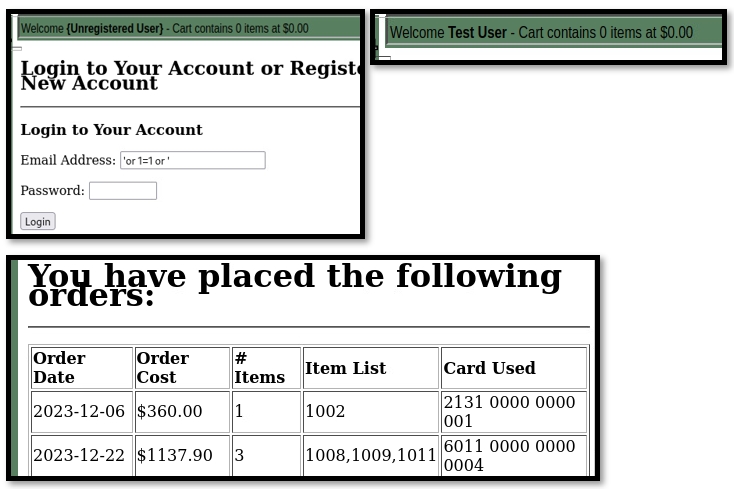 Welcome {Unregistered User} - Cart contains 0 items at $0.00
Welcome Test User - Cart contains 0 items at $0.00
Login to Your Account or Registe
New Account
Login to Your Account
Email Address: 'or 1=1 or '
Password:
Login
You have placed the following
orders:
Order Date | Order Cost | # Items | Item List | Card Used
2023-12-06 | $360.00 | 1 | 1002 | 2131 0000 0000 001
2023-12-22 | $1137.90 | 3 | 1008,1009,1011 | 6011 0000 0000 0004